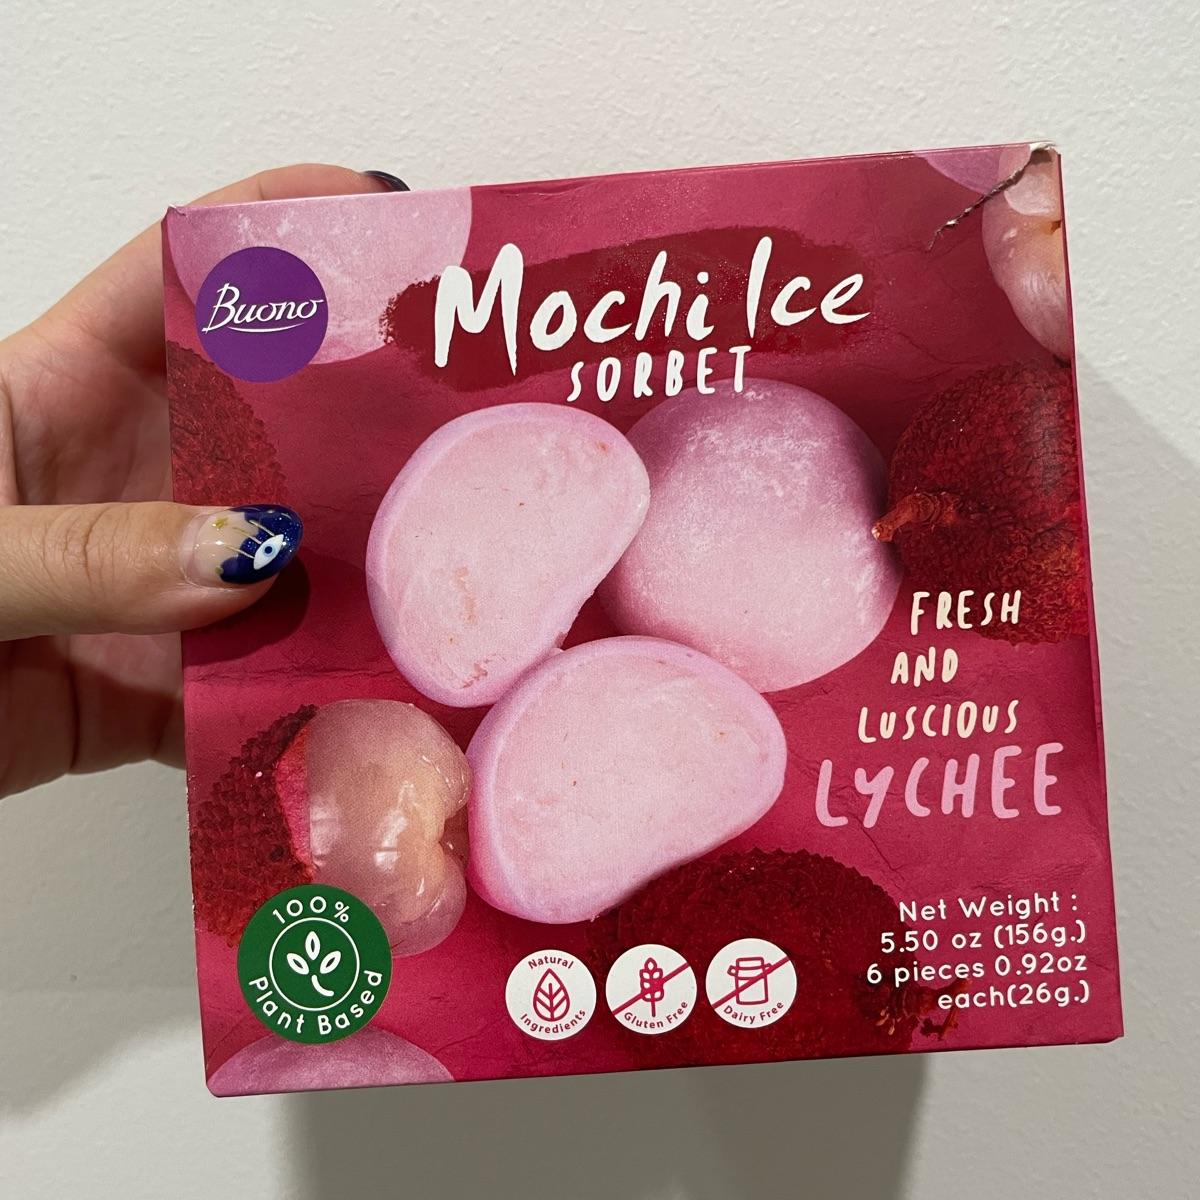 Buono
Mochi Ice
SORBET
FRESH
AND
LUSCIOUS
LYCHEE
100%
Plant Based
Natural
Ingredients
Gluten Free
Dairy Free
Net Weight :
5.50 oz (156g.)
6 pieces 0.92oz
each(26g.)